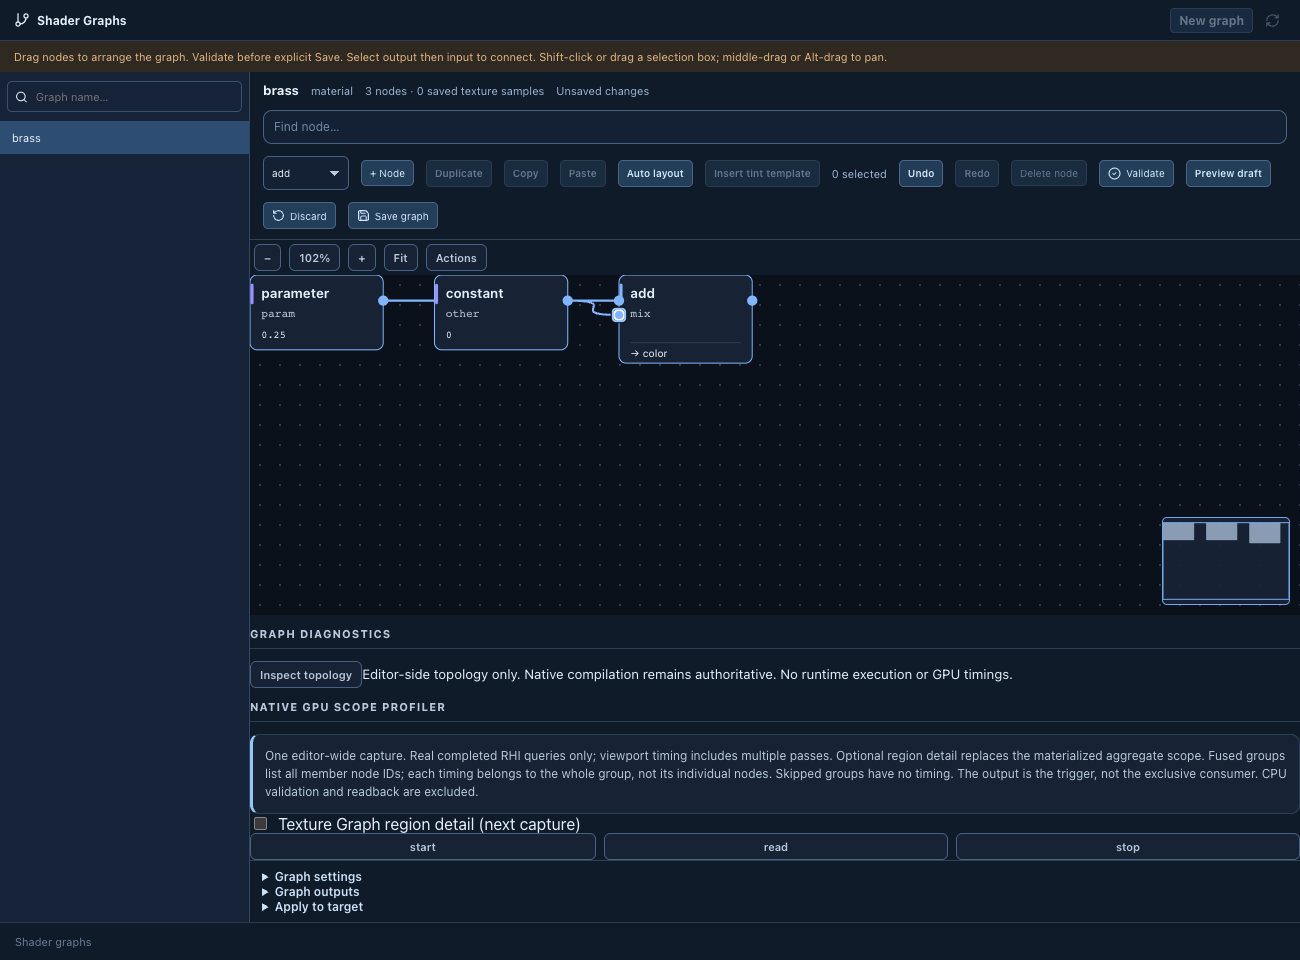 Shader Graphs
New graph
Drag nodes to arrange the graph. Validate before explicit Save. Select output then input to connect. Shift-click or drag a selection box; middle-drag or Alt-drag to pan.
Graph name...
brass
brass material 3 nodes · 0 saved texture samples Unsaved changes
Find node...
add + Node Duplicate Copy Paste Auto layout Insert tint template 0 selected Undo Redo Delete node Validate Preview draft
Discard Save graph
− 102% + Fit Actions
parameter
param
0.25
constant
other
0
add
mix
→ color
GRAPH DIAGNOSTICS
Inspect topology Editor-side topology only. Native compilation remains authoritative. No runtime execution or GPU timings.
NATIVE GPU SCOPE PROFILER
One editor-wide capture. Real completed RHI queries only; viewport timing includes multiple passes. Optional region detail replaces the materialized aggregate scope. Fused groups
list all member node IDs; each timing belongs to the whole group, not its individual nodes. Skipped groups have no timing. The output is the trigger, not the exclusive consumer. CPU
validation and readback are excluded.
Texture Graph region detail (next capture)
start read stop
Graph settings
Graph outputs
Apply to target
Shader graphs